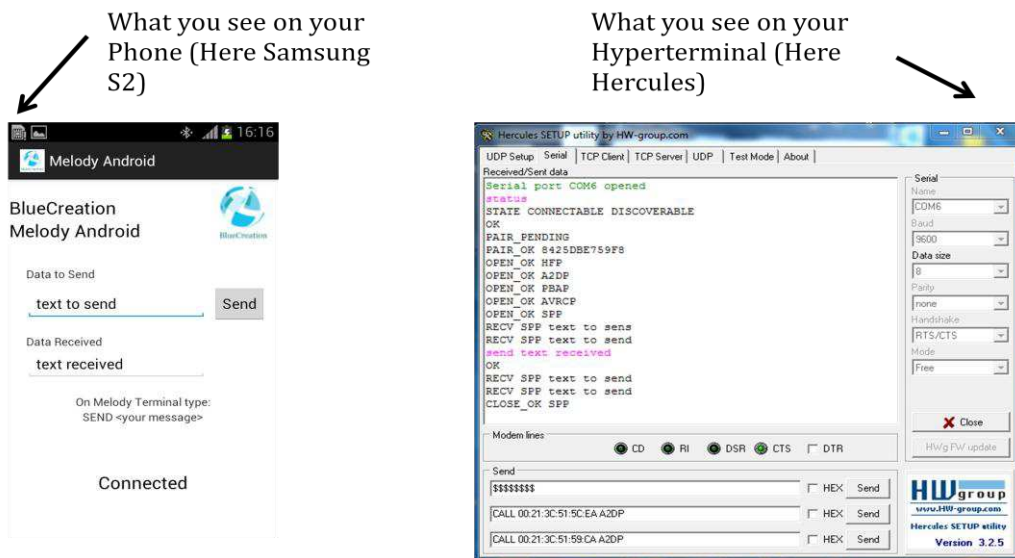 What you see on your
Phone (Here Samsung
S2)
What you see on your
Hyperterminal (Here
Hercules)
16:16
Melody Android
BlueCreation
Melody Android
BlueCreation
Data to Send
text to send
Send
Data Received
text received
On Melody Terminal type:
SEND <your message>
Connected
Hercules SETUP utility by HW-group.com
UDP Setup Serial TCP Client TCP Server UDP Test Mode About
Received/Sent data
Serial port COM6 opened
status
STATE CONNECTABLE DISCOVERABLE
OK
PAIR_PENDING
PAIR_OK 8425DBE759F8
OPEN_OK HFP
OPEN_OK A2DP
OPEN_OK PBAP
OPEN_OK AVRCP
OPEN_OK SPP
RECV SPP text to sens
RECV SPP text to send
send text received
OK
RECV SPP text to send
RECV SPP text to send
CLOSE_OK SPP
Serial
Name
COM6
Baud
9600
Data size
8
Parity
none
Handshake
RTS/CTS
Mode
Free
Close
HWg FW update
Modem lines
CD RI DSR CTS DTR
Send
$$$$$$$$ HEX Send
CALL 00:21:3C:51:5C:EA A2DP HEX Send
CALL 00:21:3C:51:59:CA A2DP HEX Send
HWgroup
www.HW-group.com
Hercules SETUP utility
Version 3.2.5